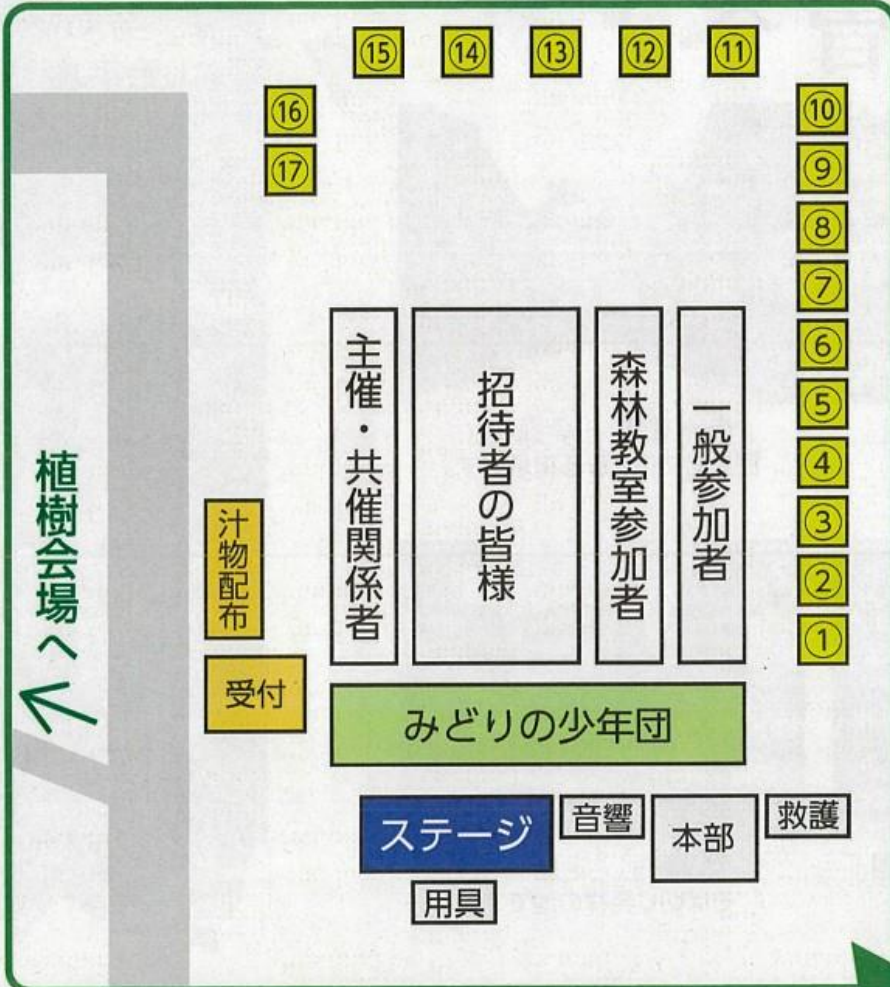 ⑮ ⑭ ⑬ ⑫ ⑪
⑯
⑰
⑩
⑨
⑧
⑦
⑥
⑤
④
③
②
①
主催・共催関係者
招待者の皆様
森林教室参加者
一般参加者
植樹会場へ
汁物配布
受付
みどりの少年団
ステージ
音響
本部
救護
用具